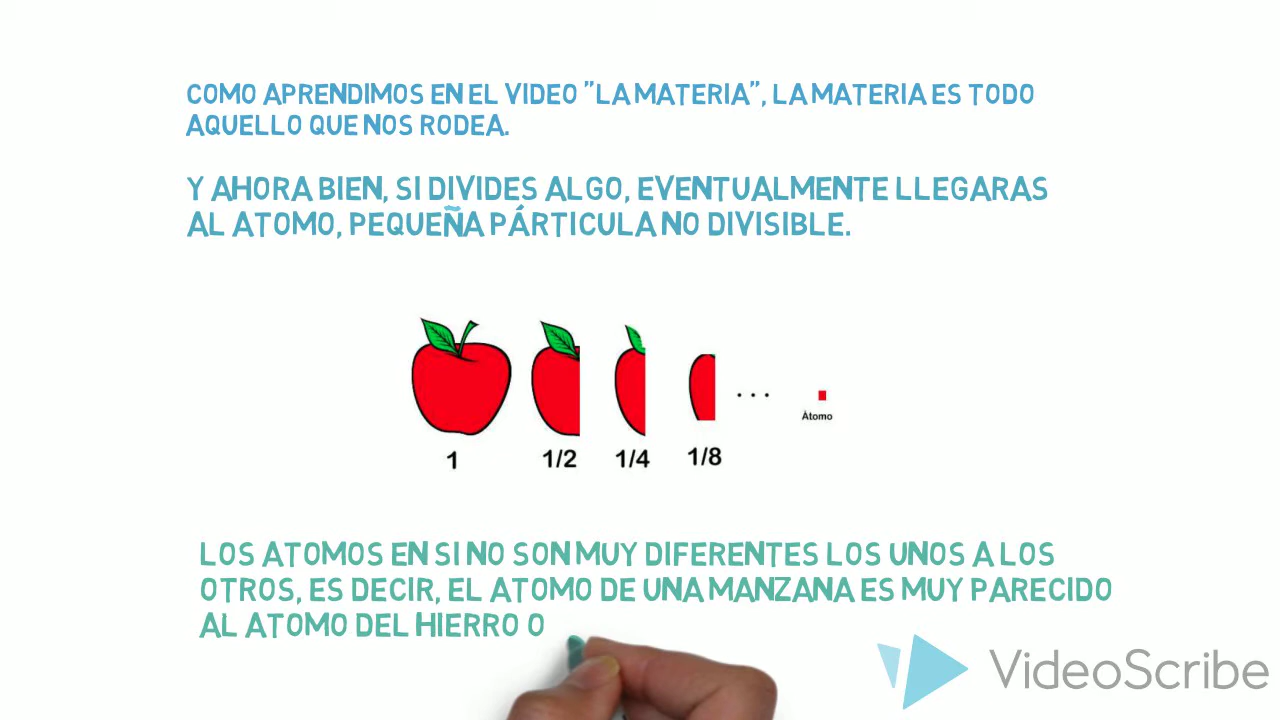 COMO APRENDIMOS EN EL VIDEO "LA MATERIA", LA MATERIA ES TODO
AQUELLO QUE NOS RODEA.
Y AHORA BIEN, SI DIVIDES ALGO, EVENTUALMENTE LLEGARAS
AL ATOMO, PEQUEÑA PÁRTICULA NO DIVISIBLE.
...
Àtomo
1 1/2 1/4 1/8
LOS ATOMOS EN SI NO SON MUY DIFERENTES LOS UNOS A LOS
OTROS, ES DECIR, EL ATOMO DE UNA MANZANA ES MUY PARECIDO
AL ATOMO DEL HIERRO O
VideoScribe